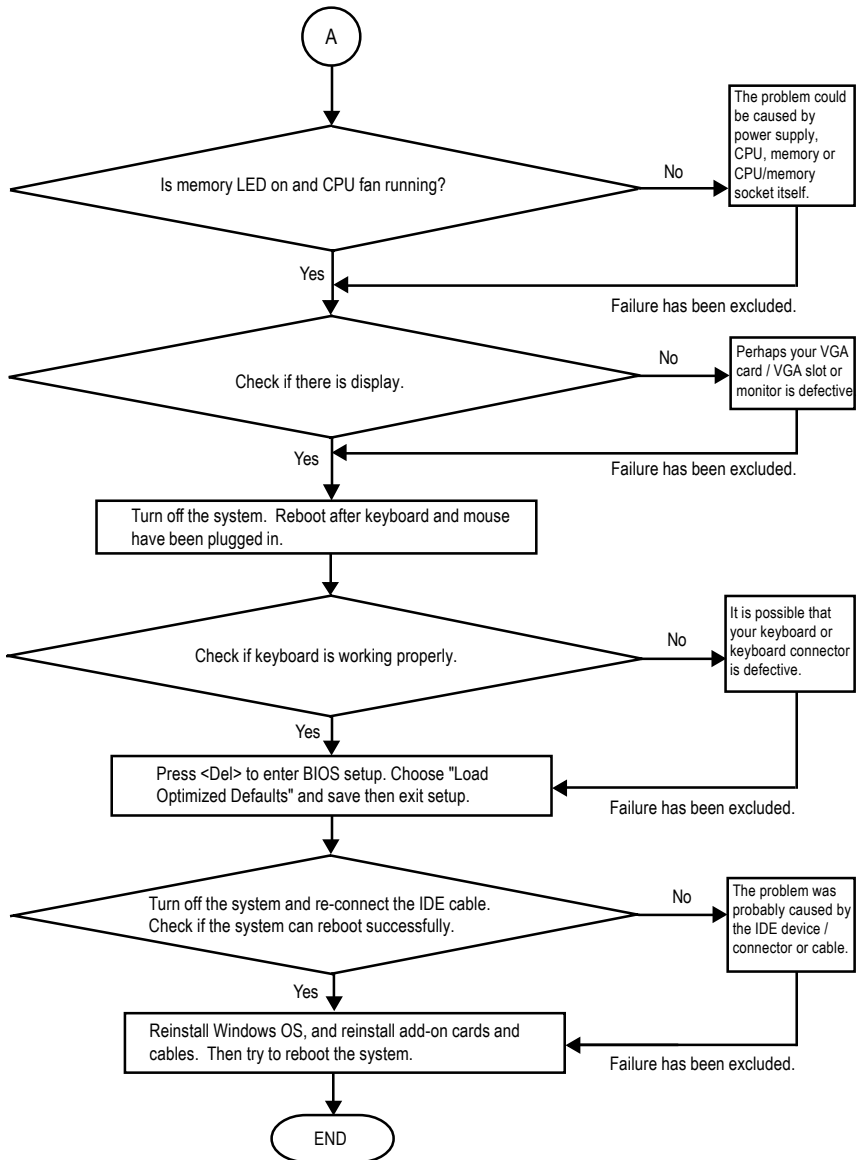 A
Is memory LED on and CPU fan running?
No
The problem could
be caused by
power supply,
CPU, memory or
CPU/memory
socket itself.
Yes
Failure has been excluded.
Check if there is display.
No
Perhaps your VGA
card / VGA slot or
monitor is defective
Yes
Failure has been excluded.
Turn off the system.  Reboot after keyboard and mouse
have been plugged in.
Check if keyboard is working properly.
No
It is possible that
your keyboard or
keyboard connector
is defective.
Yes
Press <Del> to enter BIOS setup. Choose "Load
Optimized Defaults" and save then exit setup.
Failure has been excluded.
Turn off the system and re-connect the IDE cable.
Check if the system can reboot successfully.
No
The problem was
probably caused by
the IDE device /
connector or cable.
Yes
Reinstall Windows OS, and reinstall add-on cards and
cables.  Then try to reboot the system.
Failure has been excluded.
END